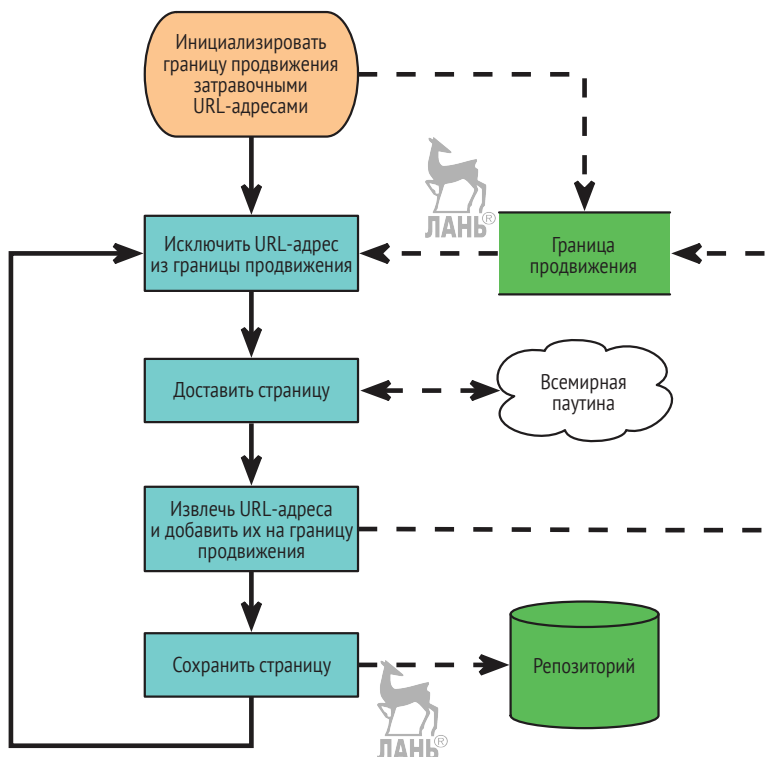 Инициализировать
границу продвижения
затравочными
URL-адресами
ЛАНЬ®
Исключить URL-адрес
из границы продвижения
Граница
продвижения
Доставить страницу
Всемирная
паутина
Извлечь URL-адреса
и добавить их на границу
продвижения
Сохранить страницу
Репозиторий
ЛАНЬ®